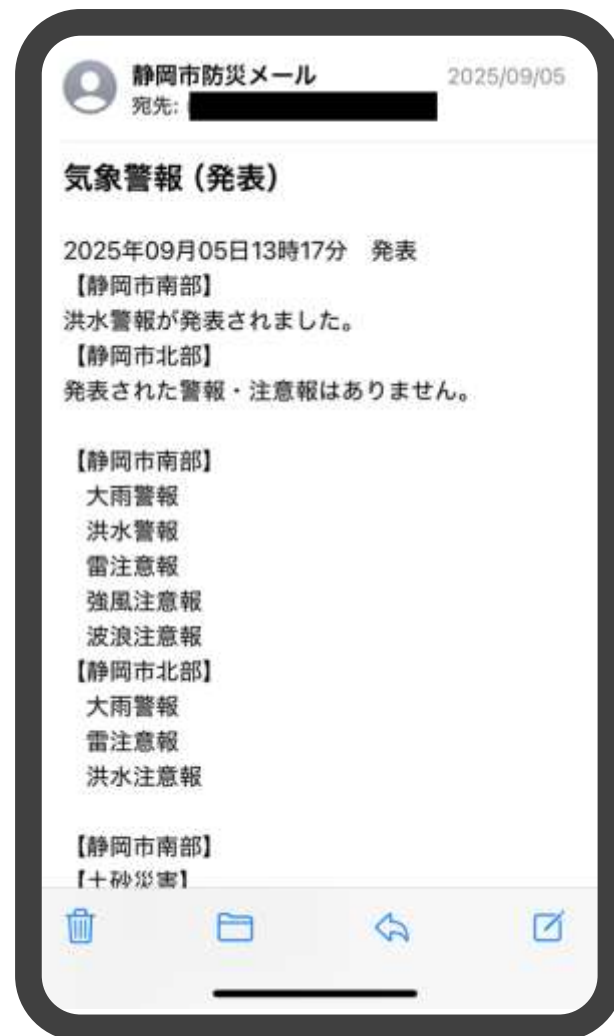 静岡市防災メール
2025/09/05
宛先:
気象警報(発表)
2025年09月05日13時17分　発表
【静岡市南部】
洪水警報が発表されました。
【静岡市北部】
発表された警報・注意報はありません。
【静岡市南部】
大雨警報
洪水警報
雷注意報
強風注意報
波浪注意報
【静岡市北部】
大雨警報
雷注意報
洪水注意報
【静岡市南部】
【土砂災害】